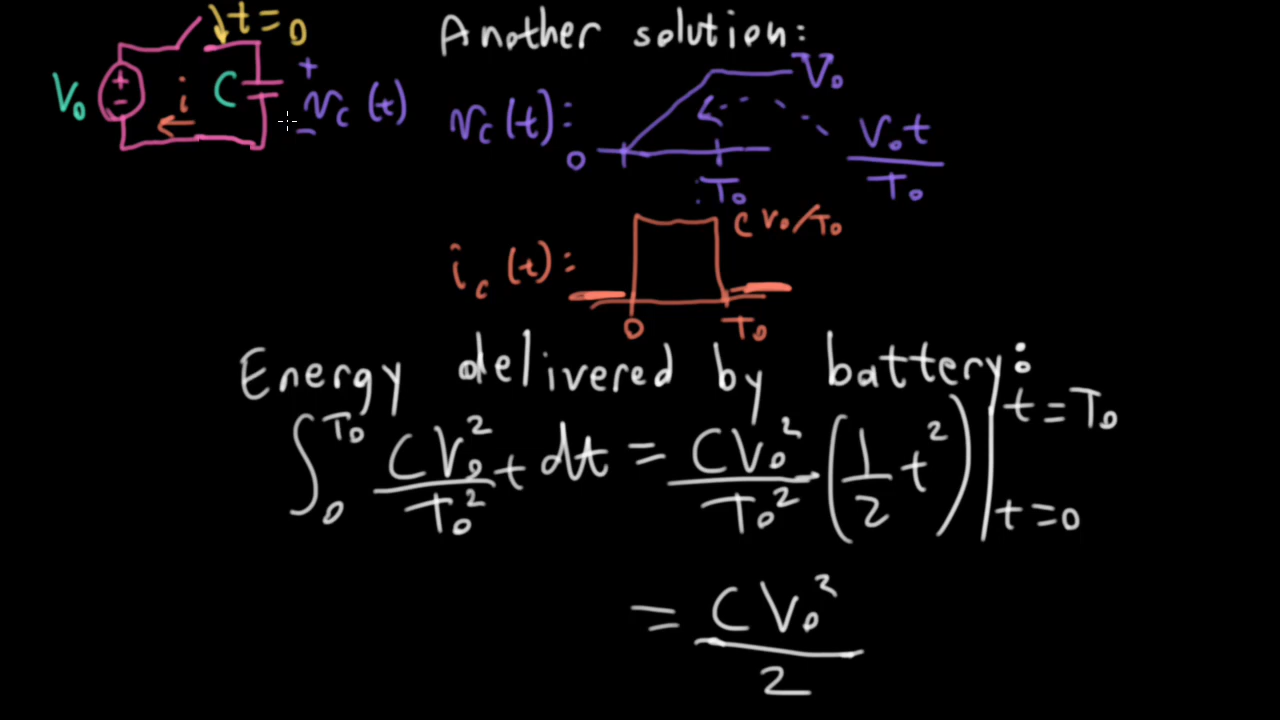 t = 0
V₀ + − i C + v_c (t) −
Another solution:
v_c (t): 0 T₀ V₀ V₀t / T₀
i_c (t): 0 T₀ C V₀/T₀
Energy delivered by battery:
∫₀^T₀ CV₀² / T₀² t dt = CV₀² / T₀² (1/2 t²) | t = T₀ t = 0
= CV₀² / 2